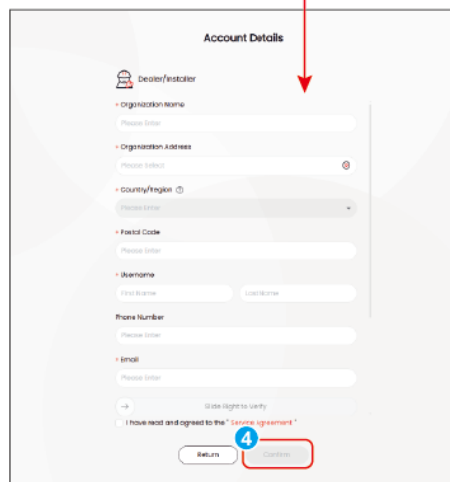 Account Details
Dealer/Installer
* Organization Name
Please Enter
* Organization Address
Please Select
* Country/Region ?
Please Enter
* Postal Code
Please Enter
* Username
First Name Last Name
Phone Number
Please Enter
* Email
Please Enter
→ Slide Right to Verify
I have read and agreed to the " Service Agreement "
4
Return Confirm